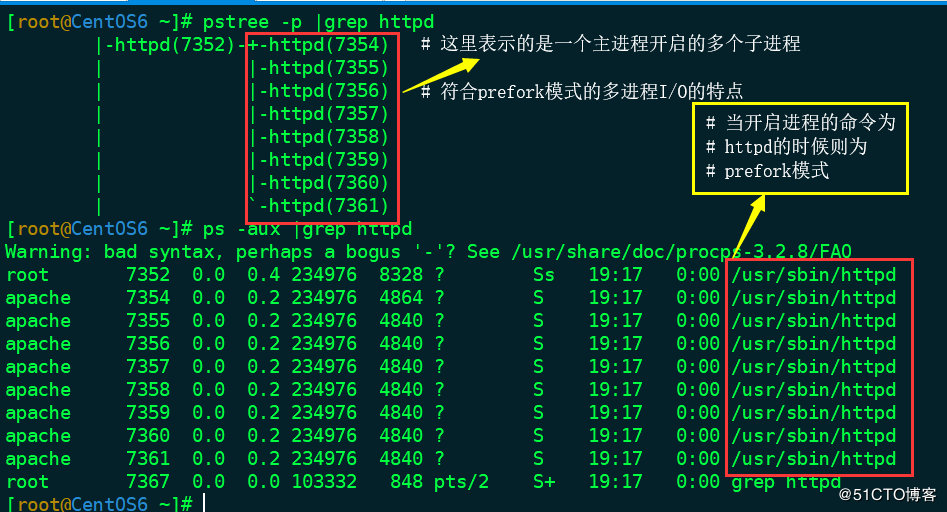 [root@CentOS6 ~]# pstree -p |grep httpd
|-httpd(7352)-+-httpd(7354) # 这里表示的是一个主进程开启的多个子进程
| |-httpd(7355)
| |-httpd(7356) # 符合prefork模式的多进程I/O的特点
| |-httpd(7357)
| |-httpd(7358)
| |-httpd(7359)
| |-httpd(7360)
| `-httpd(7361)
# 当开启进程的命令为
# httpd的时候则为
# prefork模式
[root@CentOS6 ~]# ps -aux |grep httpd
Warning: bad syntax, perhaps a bogus '-'? See /usr/share/doc/procps-3.2.8/FAQ
root 7352 0.0 0.4 234976 8328 ? Ss 19:17 0:00 /usr/sbin/httpd
apache 7354 0.0 0.2 234976 4864 ? S 19:17 0:00 /usr/sbin/httpd
apache 7355 0.0 0.2 234976 4840 ? S 19:17 0:00 /usr/sbin/httpd
apache 7356 0.0 0.2 234976 4840 ? S 19:17 0:00 /usr/sbin/httpd
apache 7357 0.0 0.2 234976 4840 ? S 19:17 0:00 /usr/sbin/httpd
apache 7358 0.0 0.2 234976 4840 ? S 19:17 0:00 /usr/sbin/httpd
apache 7359 0.0 0.2 234976 4840 ? S 19:17 0:00 /usr/sbin/httpd
apache 7360 0.0 0.2 234976 4840 ? S 19:17 0:00 /usr/sbin/httpd
apache 7361 0.0 0.2 234976 4840 ? S 19:17 0:00 /usr/sbin/httpd
root 7367 0.0 0.0 103332 848 pts/2 S+ 19:17 0:00 grep httpd
[root@CentOS6 ~]#
@51CTO博客